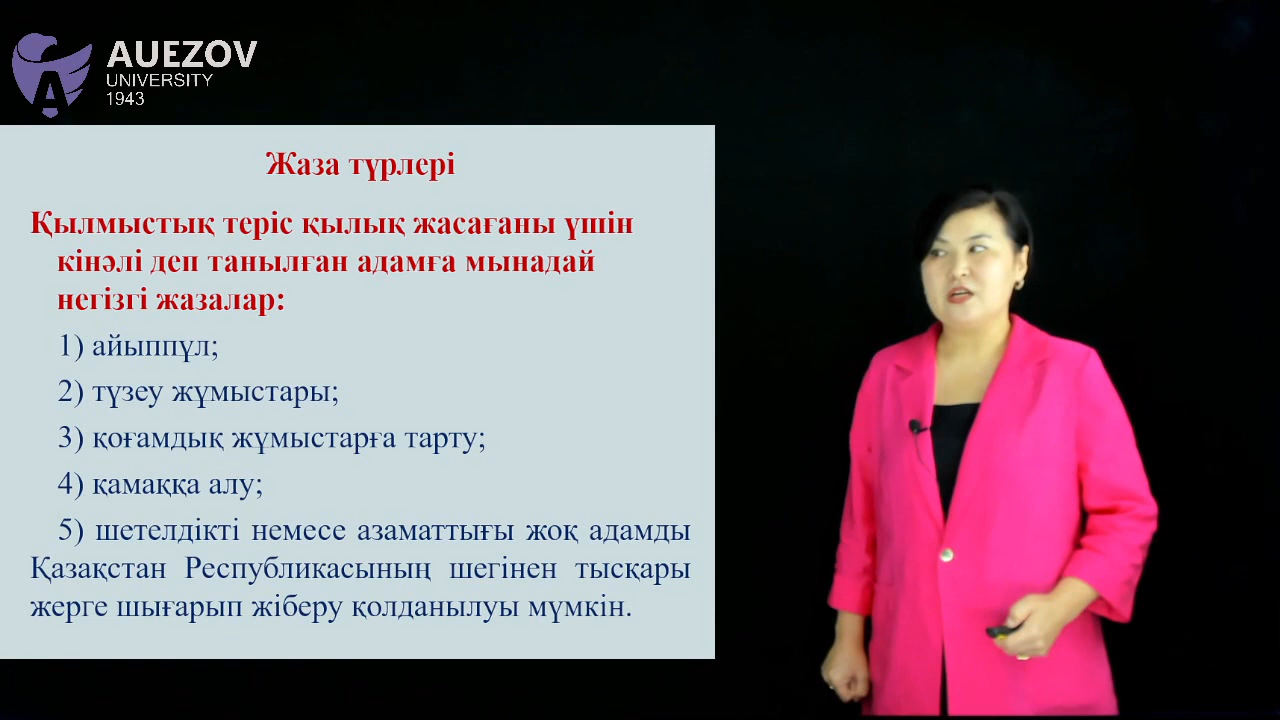 AUEZOV
UNIVERSITY
1943
Жаза түрлері
Қылмыстық теріс қылық жасағаны үшін
кінәлі деп танылған адамға мынадай
негізгі жазалар:
1) айыппұл;
2) түзеу жұмыстары;
3) қоғамдық жұмыстарға тарту;
4) қамаққа алу;
5) шетелдікті немесе азаматтығы жоқ адамды
Қазақстан Республикасының шегінен тысқары
жерге шығарып жіберу қолданылуы мүмкін.